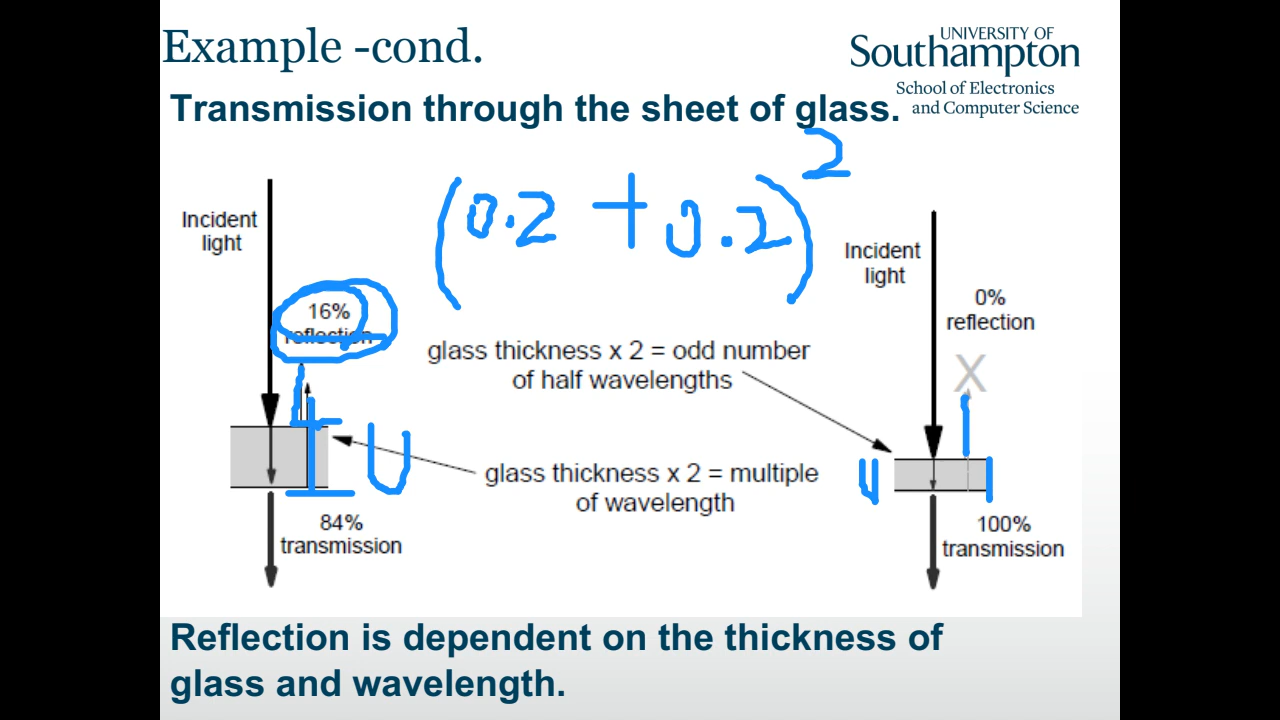 Example -cond.
UNIVERSITY OF
Southampton
School of Electronics
and Computer Science
Transmission through the sheet of glass.
(0.2 + 0.2)²
Incident
light
16%
reflection
Incident
light
0%
reflection
X
glass thickness x 2 = odd number
of half wavelengths
glass thickness x 2 = multiple
of wavelength
84%
transmission
100%
transmission
Reflection is dependent on the thickness of
glass and wavelength.